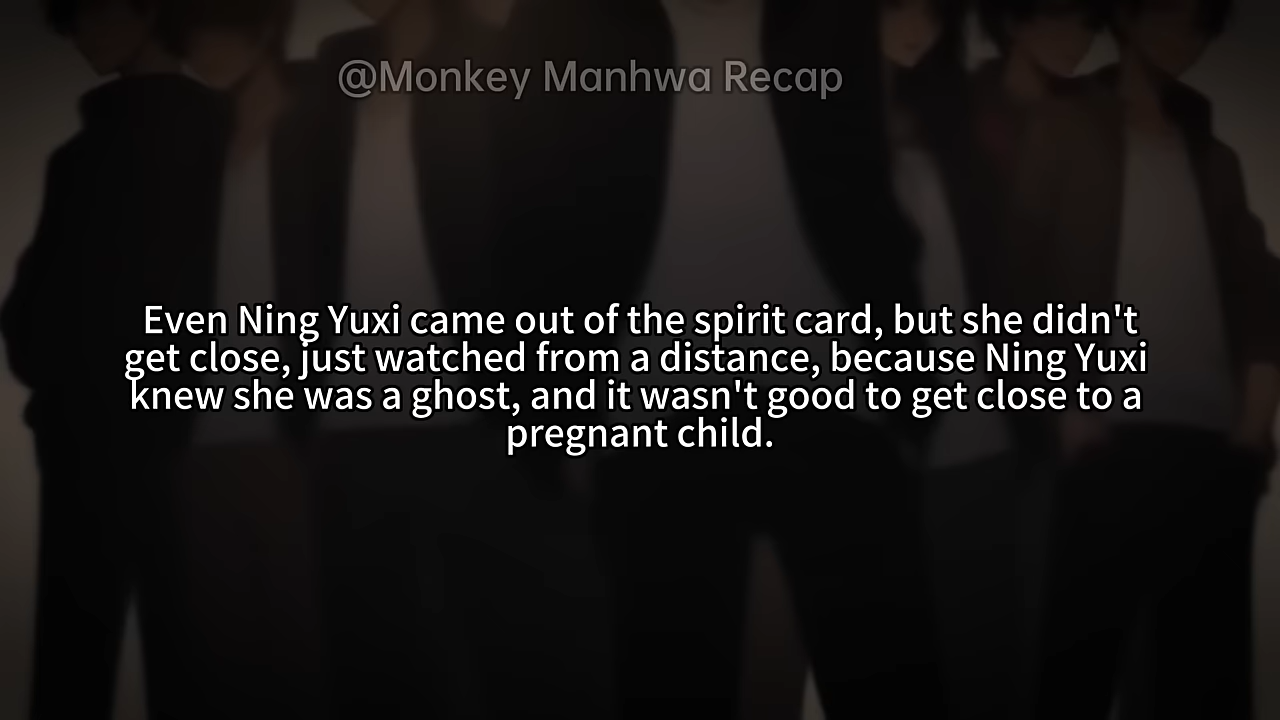 @Monkey Manhwa Recap
Even Ning Yuxi came out of the spirit card, but she didn't
get close, just watched from a distance, because Ning Yuxi
knew she was a ghost, and it wasn't good to get close to a
pregnant child.